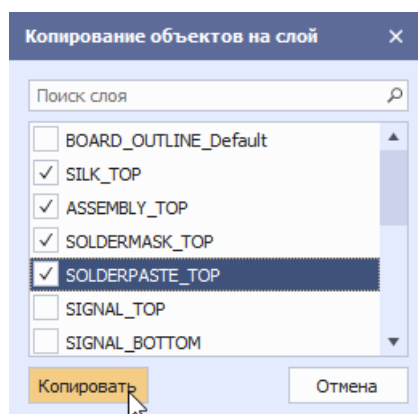 Копирование объектов на слой
Поиск слоя
BOARD_OUTLINE_Default
SILK_TOP
ASSEMBLY_TOP
SOLDERMASK_TOP
SOLDERPASTE_TOP
SIGNAL_TOP
SIGNAL_BOTTOM
Копировать
Отмена